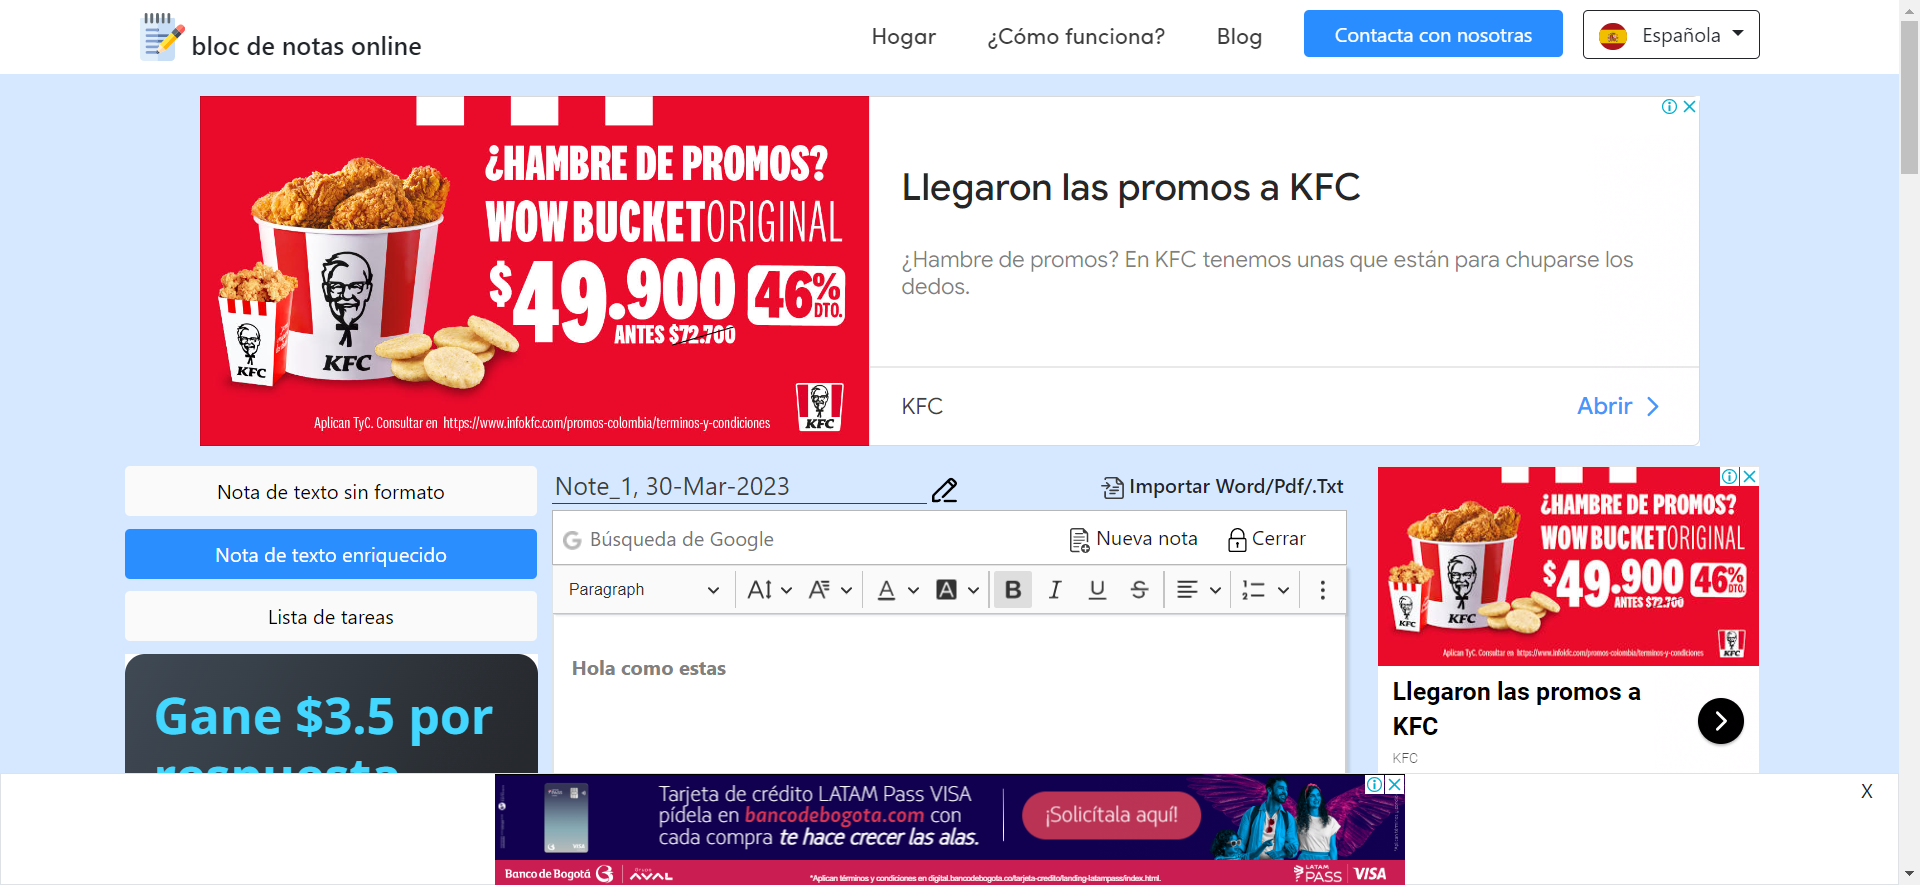 bloc de notas online
Hogar
¿Cómo funciona?
Blog
Contacta con nosotras
Española
¿HAMBRE DE PROMOS?
WOW BUCKET ORIGINAL
$49.900
46% DTO.
ANTES $72.700
KFC
KFC
Aplican TyC. Consultar en https://www.infokfc.com/promos-colombia/terminos-y-condiciones
KFC
Llegaron las promos a KFC
¿Hambre de promos? En KFC tenemos unas que están para chuparse los
dedos.
KFC
Abrir
Nota de texto sin formato
Nota de texto enriquecido
Lista de tareas
Gane $3.5 por
respuesta
Note_1, 30-Mar-2023
Importar Word/Pdf/.Txt
Búsqueda de Google
Nueva nota
Cerrar
Paragraph
Hola como estas
¿HAMBRE DE PROMOS?
WOW BUCKET ORIGINAL
$49.900
46% DTO.
ANTES $72.700
KFC
KFC
Aplican TyC. Consultar en https://www.infokfc.com/promos-colombia/terminos-y-condiciones
KFC
Llegaron las promos a
KFC
KFC
Tarjeta de crédito LATAM Pass VISA
pídela en bancodebogota.com con
cada compra te hace crecer las alas.
¡Solicítala aquí!
Banco de Bogotá
Grupo AVAL
*Aplican términos y condiciones en digital.bancodebogota.co/tarjeta-credito/landing-latampass/index.html.
LATAM PASS
VISA
X